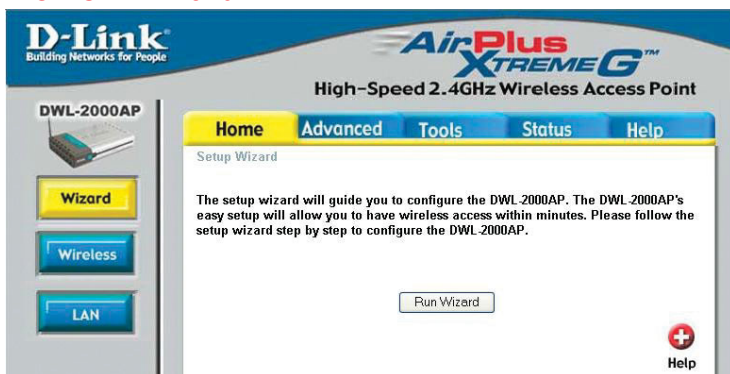 D-Link
Building Networks for People
AirPlus
XTREME G™
High-Speed 2.4GHz Wireless Access Point
DWL-2000AP
Home Advanced Tools Status Help
Wizard
Wireless
LAN
Setup Wizard
The setup wizard will guide you to configure the DWL-2000AP. The DWL-2000AP's
easy setup will allow you to have wireless access within minutes. Please follow the
setup wizard step by step to configure the DWL-2000AP.
Run Wizard
Help